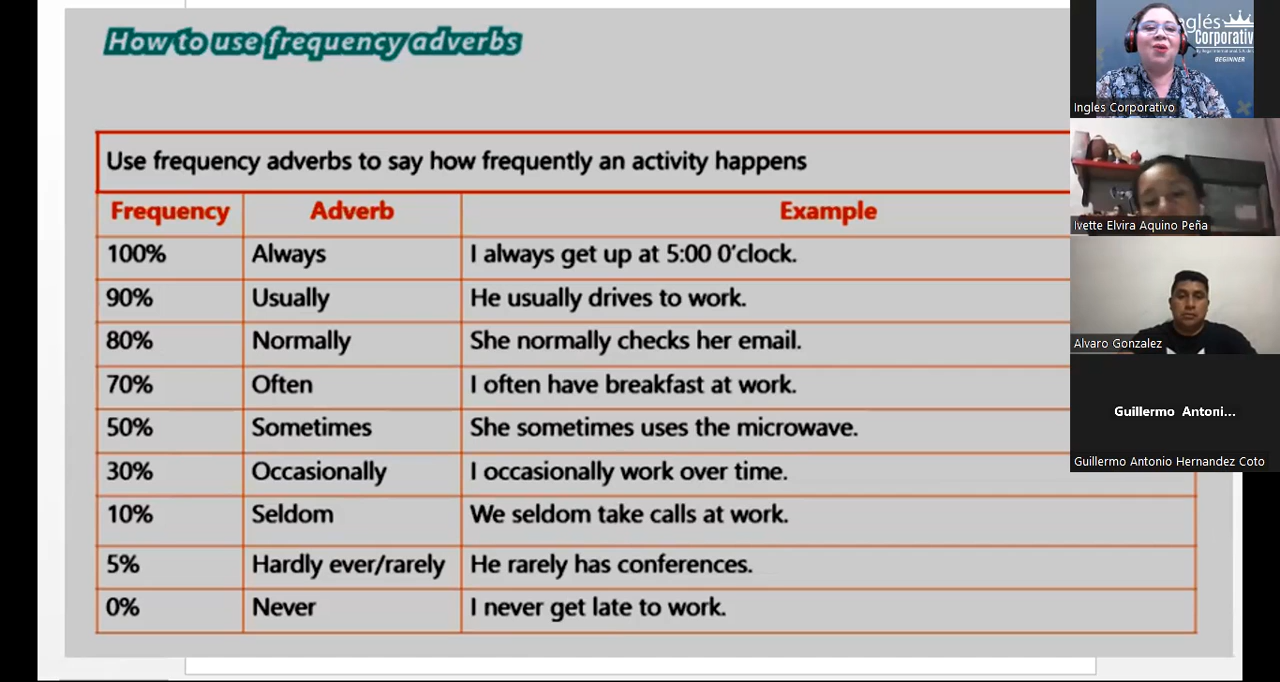 How to use frequency adverbs
Use frequency adverbs to say how frequently an activity happens
Frequency Adverb Example
100% Always I always get up at 5:00 O'clock.
90% Usually He usually drives to work.
80% Normally She normally checks her email.
70% Often I often have breakfast at work.
50% Sometimes She sometimes uses the microwave.
30% Occasionally I occasionally work over time.
10% Seldom We seldom take calls at work.
5% Hardly ever/rarely He rarely has conferences.
0% Never I never get late to work.
nglés
Corporativ
BEGINNER
Ingles Corporativo
Ivette Elvira Aquino Peña
Alvaro Gonzalez
Guillermo Antoni...
Guillermo Antonio Hernandez Coto